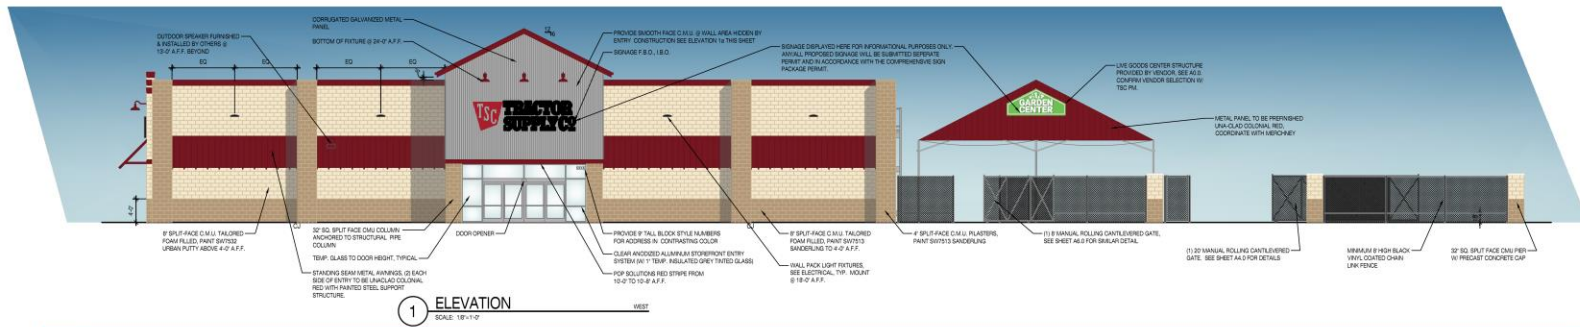 CORRUGATED GALVANIZED METAL
PANEL
BOTTOM OF FIXTURE @ 24'-0" A.F.F.
OUTDOOR SPEAKER FURNISHED
& INSTALLED BY OTHERS @
10'-0" A.F.F. BEYOND
EQ
EQ
EQ
EQ
12
PROVIDE SMOOTH FACE C.M.U. @ WALL AREA HIDDEN BY
ENTRY CONSTRUCTION SEE ELEVATION 1a THIS SHEET
SIGNAGE F.B.O., I.B.O.
SIGNAGE DISPLAYED HERE FOR INFORMATIONAL PURPOSES ONLY.
ANY/ALL PROPOSED SIGNAGE WILL BE SUBMITTED SEPERATE
PERMIT AND IN ACCORDANCE WITH THE COMPREHENSIVE SIGN
PACKAGE PERMIT.
LIVE GOODS CENTER STRUCTURE
PROVIDED BY VENDOR. SEE A0.0
CONFIRM VENDOR SELECTION W/
TSC PM.
METAL PANEL TO BE PREFINISHED
UNA-CLAD COLONIAL RED,
COORDINATE WITH MERCHNEY
TSC TRACTOR
SUPPLY CO
GARDEN
CENTER
4'-0"
8" SPLIT-FACE C.M.U. TAILORED
FOAM FILLED, PAINT SW7532
URBAN PUTTY ABOVE 4'-0" A.F.F.
STANDING SEAM METAL AWNINGS, (2) EACH
SIDE OF ENTRY TO BE UNACLAD COLONIAL
RED WITH PAINTED STEEL SUPPORT
STRUCTURE.
32" SQ. SPLIT FACE CMU COLUMN
ANCHORED TO STRUCTURAL PIPE
COLUMN
TEMP. GLASS TO DOOR HEIGHT, TYPICAL
DOOR OPENER
PROVIDE 9" TALL BLOCK STYLE NUMBERS
FOR ADDRESS IN CONTRASTING COLOR
CLEAR ANODIZED ALUMINUM STOREFRONT ENTRY
SYSTEM (W/ 1" TEMP. INSULATED GREY TINTED GLASS)
POP SOLUTIONS RED STRIPE FROM
10'-0" TO 10'-8" A.F.F.
8" SPLIT-FACE C.M.U. TAILORED
FOAM FILLED, PAINT SW7513
SANDERLING TO 4'-0" A.F.F.
WALL PACK LIGHT FIXTURES,
SEE ELECTRICAL, TYP. MOUNT
@ 18'-0" A.F.F.
4" SPLIT-FACE C.M.U. PLASTERS,
PAINT SW7513 SANDERLING
(1) 8' MANUAL ROLLING CANTILEVERED GATE,
SEE SHEET A6.0 FOR SIMILAR DETAIL
(1) 20' MANUAL ROLLING CANTILEVERED
GATE. SEE SHEET A4.0 FOR DETAILS
MINIMUM 8' HIGH BLACK
VINYL COATED CHAIN
LINK FENCE
32" SQ. SPLIT FACE CMU PIER
W/ PRECAST CONCRETE CAP
CJ
CJ
1 ELEVATION WEST
SCALE: 1/8"=1'-0"